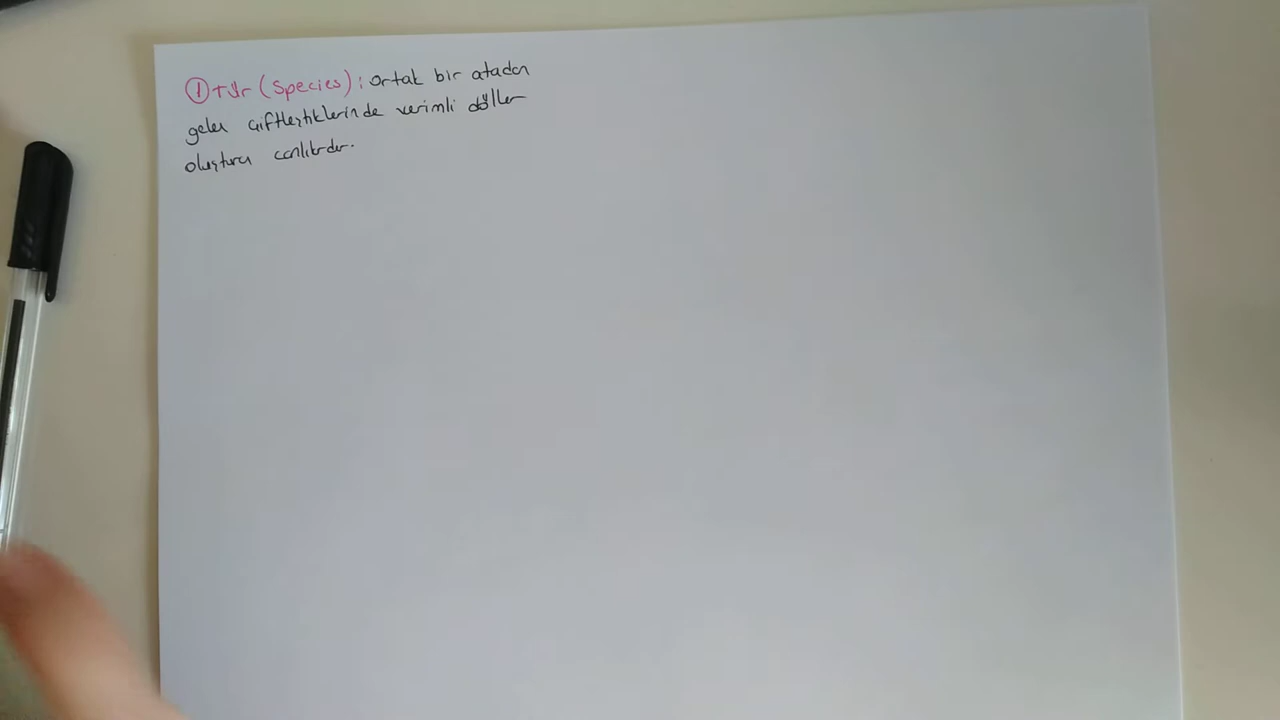 ① Tür (Species): Ortak bir atadan
gelen çiftleştiklerinde verimli döller
oluşturan canlılardır.